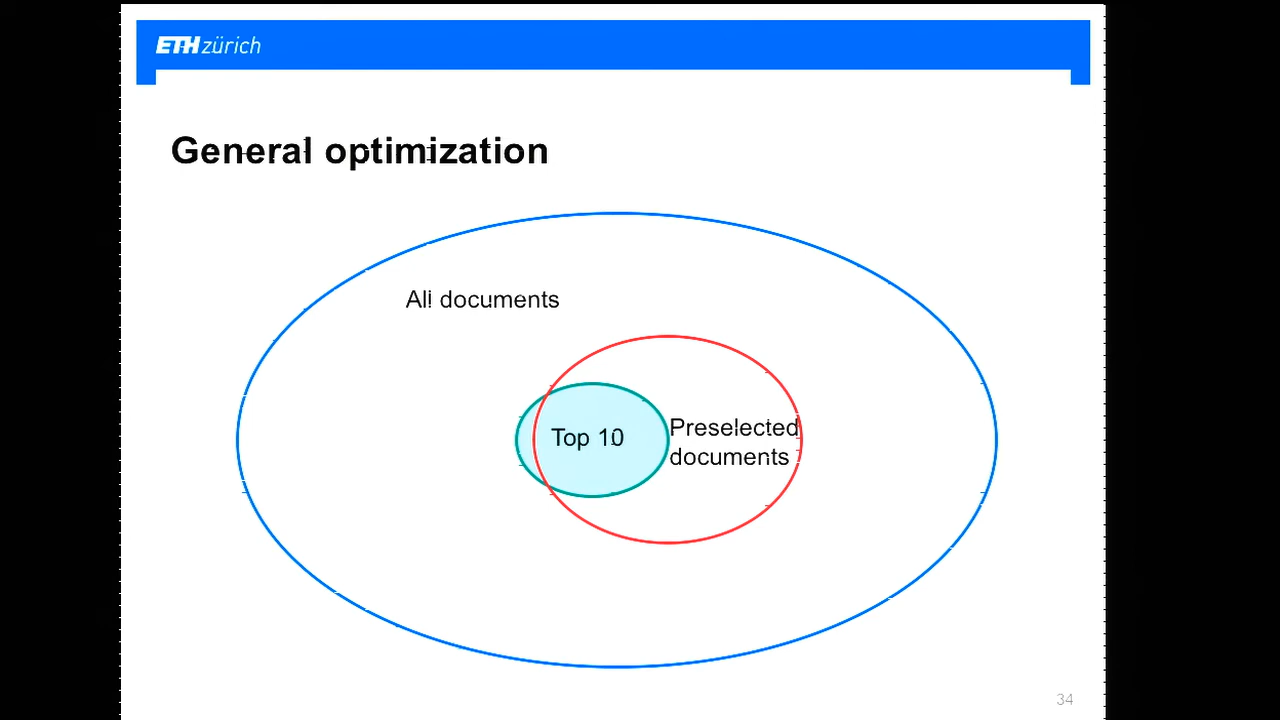 ETH zürich
General optimization
All documents
Top 10
Preselected
documents
34